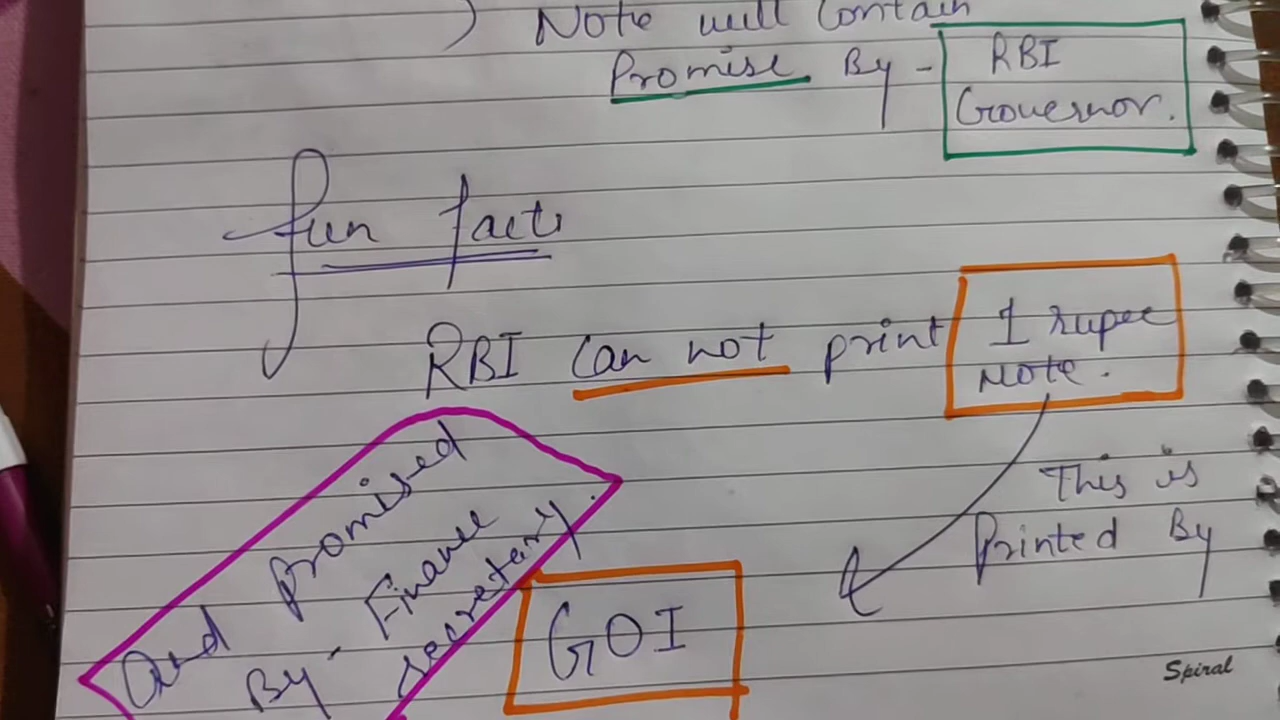 ) Note will Contain
Promise By - RBI
Governor.
fun facts
RBI can not print 1 rupee
Note.
This is
Printed By
GOI
And promised
By - Finance
Secretary.
Spiral